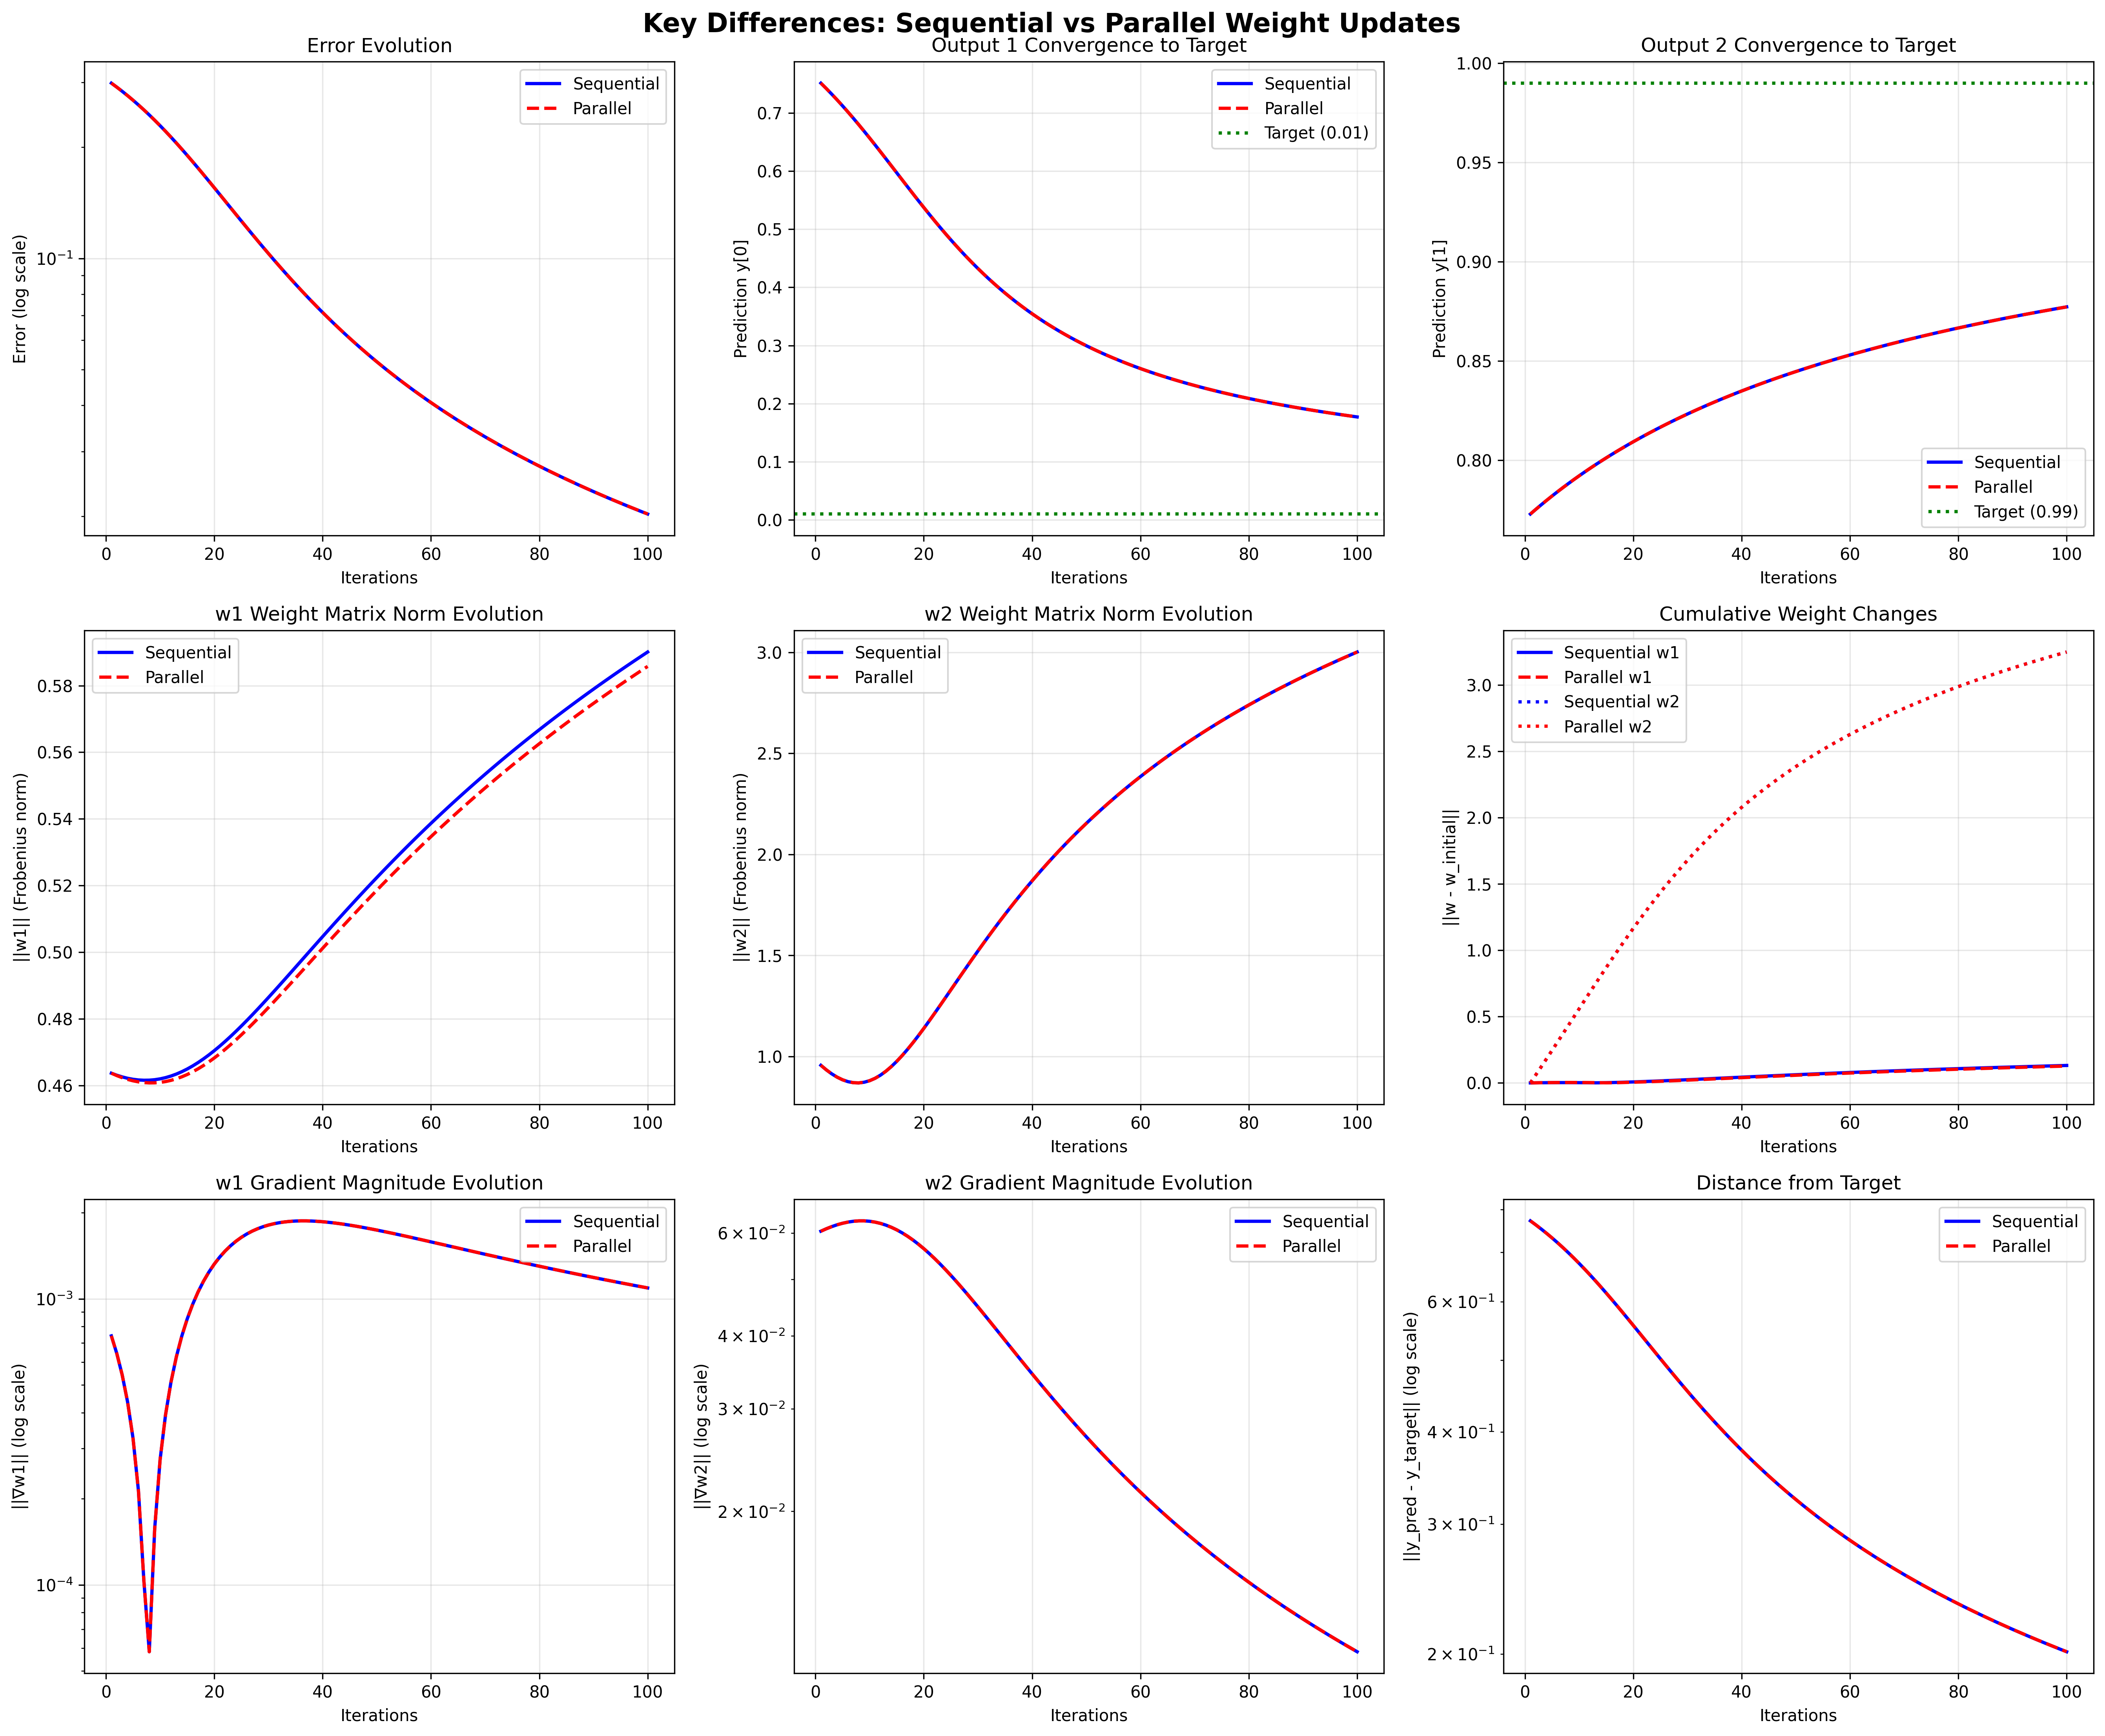 Key Differences: Sequential vs Parallel Weight Updates
Error Evolution
Error (log scale)
10⁻¹
Sequential
Parallel
0 20 40 60 80 100
Iterations
Output 1 Convergence to Target
Prediction y[0]
0.7
0.6
0.5
0.4
0.3
0.2
0.1
0.0
Sequential
Parallel
Target (0.01)
0 20 40 60 80 100
Iterations
Output 2 Convergence to Target
Prediction y[1]
1.00
0.95
0.90
0.85
0.80
Sequential
Parallel
Target (0.99)
0 20 40 60 80 100
Iterations
w1 Weight Matrix Norm Evolution
||w1|| (Frobenius norm)
Sequential
Parallel
0.58
0.56
0.54
0.52
0.50
0.48
0.46
0 20 40 60 80 100
Iterations
w2 Weight Matrix Norm Evolution
||w2|| (Frobenius norm)
Sequential
Parallel
3.0
2.5
2.0
1.5
1.0
0 20 40 60 80 100
Iterations
Cumulative Weight Changes
||w - w_initial||
Sequential w1
Parallel w1
Sequential w2
Parallel w2
3.0
2.5
2.0
1.5
1.0
0.5
0.0
0 20 40 60 80 100
Iterations
w1 Gradient Magnitude Evolution
||∇w1|| (log scale)
Sequential
Parallel
10⁻³
10⁻⁴
0 20 40 60 80 100
Iterations
w2 Gradient Magnitude Evolution
||∇w2|| (log scale)
Sequential
Parallel
6 × 10⁻²
4 × 10⁻²
3 × 10⁻²
2 × 10⁻²
0 20 40 60 80 100
Iterations
Distance from Target
||y_pred - y_target|| (log scale)
Sequential
Parallel
6 × 10⁻¹
4 × 10⁻¹
3 × 10⁻¹
2 × 10⁻¹
0 20 40 60 80 100
Iterations